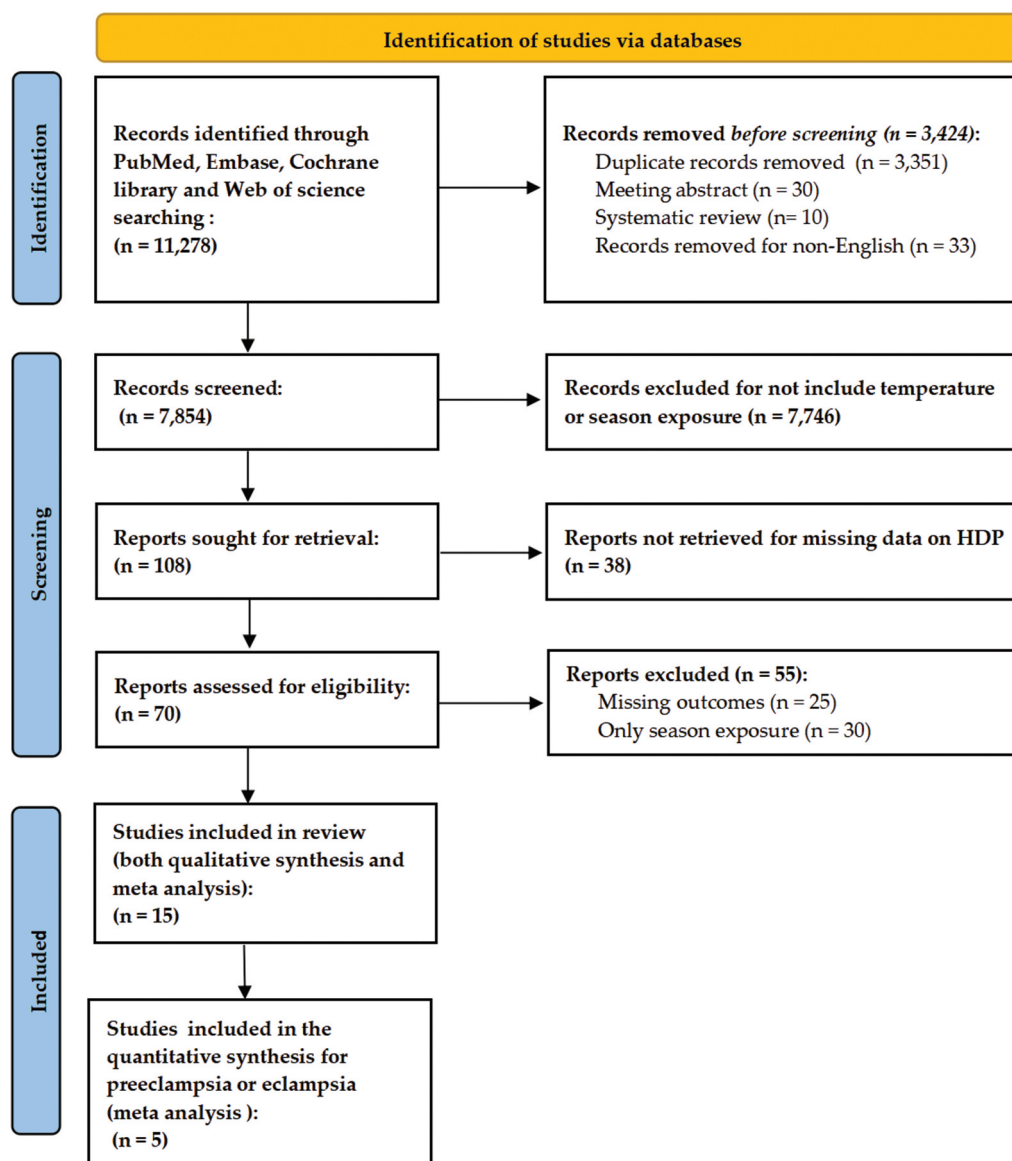 Identification of studies via databases
Identification
Records identified through
PubMed, Embase, Cochrane
library and Web of science
searching :
(n = 11,278)
Records removed before screening (n = 3,424):
Duplicate records removed (n = 3,351)
Meeting abstract (n = 30)
Systematic review (n= 10)
Records removed for non-English (n = 33)
Screening
Records screened:
(n = 7,854)
Records excluded for not include temperature
or season exposure (n = 7,746)
Reports sought for retrieval:
(n = 108)
Reports not retrieved for missing data on HDP
(n = 38)
Reports assessed for eligibility:
(n = 70)
Reports excluded (n = 55):
Missing outcomes (n = 25)
Only season exposure (n = 30)
Included
Studies included in review
(both qualitative synthesis and
meta analysis):
(n = 15)
Studies included in the
quantitative synthesis for
preeclampsia or eclampsia
(meta analysis ):
(n = 5)